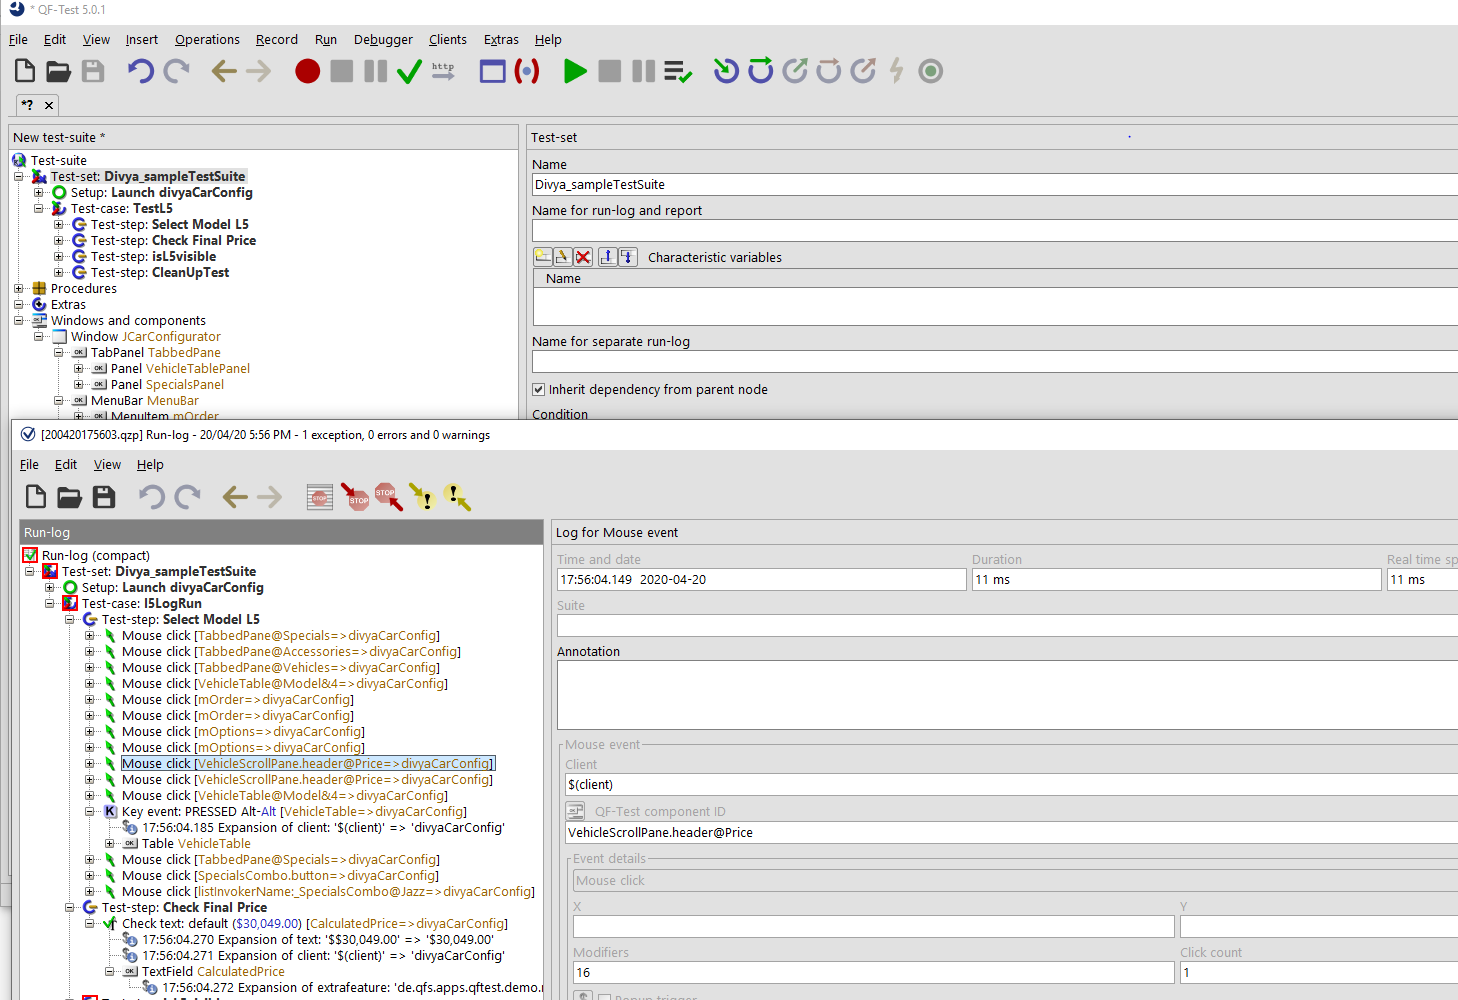 * QF-Test 5.0.1
File Edit View Insert Operations Record Run Debugger Clients Extras Help
http
*?
New test-suite *
Test-suite
Test-set: Divya_sampleTestSuite
Setup: Launch divyaCarConfig
Test-case: TestL5
Test-step: Select Model L5
Test-step: Check Final Price
Test-step: isL5visible
Test-step: CleanUpTest
Procedures
Extras
Windows and components
Window JCarConfigurator
TabPanel TabbedPane
Panel VehicleTablePanel
Panel SpecialsPanel
MenuBar MenuBar
MenuItem mOrder
Test-set
Name
Divya_sampleTestSuite
Name for run-log and report
Characteristic variables
Name
Name for separate run-log
Inherit dependency from parent node
Condition
[200420175603.qzp] Run-log - 20/04/20 5:56 PM - 1 exception, 0 errors and 0 warnings
File Edit View Help
STOP STOP STOP
Run-log
Run-log (compact)
Test-set: Divya_sampleTestSuite
Setup: Launch divyaCarConfig
Test-case: l5LogRun
Test-step: Select Model L5
Mouse click [TabbedPane@Specials=>divyaCarConfig]
Mouse click [TabbedPane@Accessories=>divyaCarConfig]
Mouse click [TabbedPane@Vehicles=>divyaCarConfig]
Mouse click [VehicleTable@Model&4=>divyaCarConfig]
Mouse click [mOrder=>divyaCarConfig]
Mouse click [mOrder=>divyaCarConfig]
Mouse click [mOptions=>divyaCarConfig]
Mouse click [mOptions=>divyaCarConfig]
Mouse click [VehicleScrollPane.header@Price=>divyaCarConfig]
Mouse click [VehicleScrollPane.header@Price=>divyaCarConfig]
Mouse click [VehicleTable@Model&4=>divyaCarConfig]
Key event: PRESSED Alt-Alt [VehicleTable=>divyaCarConfig]
17:56:04.185 Expansion of client: '$(client)' => 'divyaCarConfig'
Table VehicleTable
Mouse click [TabbedPane@Specials=>divyaCarConfig]
Mouse click [SpecialsCombo.button=>divyaCarConfig]
Mouse click [listInvokerName:_SpecialsCombo@Jazz=>divyaCarConfig]
Test-step: Check Final Price
Check text: default ($30,049.00) [CalculatedPrice=>divyaCarConfig]
17:56:04.270 Expansion of text: '$$30,049.00' => '$30,049.00'
17:56:04.271 Expansion of client: '$(client)' => 'divyaCarConfig'
TextField CalculatedPrice
17:56:04.272 Expansion of extrafeature: 'de.qfs.apps.qftest.demo.
Log for Mouse event
Time and date Duration Real time sp
17:56:04.149 2020-04-20 11 ms 11 ms
Suite
Annotation
Mouse event
Client
$(client)
QF-Test component ID
VehicleScrollPane.header@Price
Event details
Mouse click
X Y
Modifiers Click count
16 1
Popup trigger